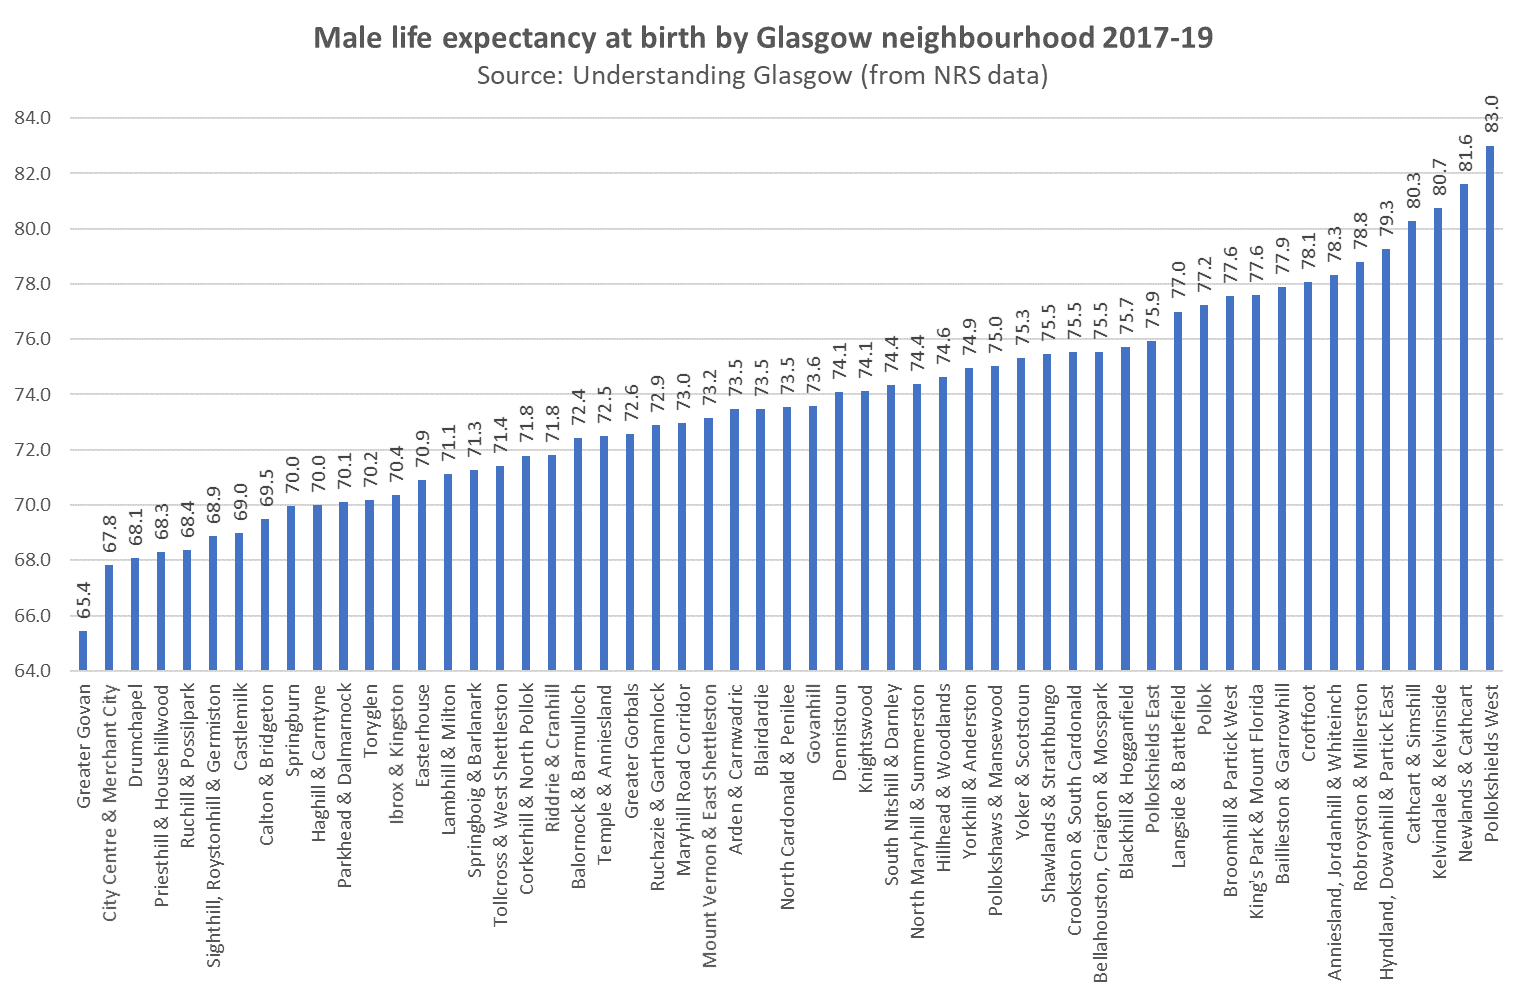 Male life expectancy at birth by Glasgow neighbourhood 2017-19
Source: Understanding Glasgow (from NRS data)
84.0
82.0
80.0
78.0
76.0
74.0
72.0
70.0
68.0
66.0
64.0
65.4
67.8
68.1
68.3
68.4
68.9
69.0
69.5
70.0
70.0
70.1
70.2
70.4
70.9
71.1
71.3
71.4
71.8
71.8
72.4
72.5
72.6
72.9
73.0
73.2
73.5
73.5
73.5
73.6
74.1
74.1
74.4
74.4
74.6
74.9
75.0
75.3
75.5
75.5
75.5
75.7
75.9
77.0
77.2
77.6
77.6
77.9
78.1
78.3
78.8
79.3
80.3
80.7
81.6
83.0
Greater Govan
City Centre & Merchant City
Drumchapel
Priesthill & Househillwood
Ruchill & Possilpark
Sighthill, Roystonhill & Germiston
Castlemilk
Calton & Bridgeton
Springburn
Haghill & Carntyne
Parkhead & Dalmarnock
Toryglen
Ibrox & Kingston
Easterhouse
Lambhill & Milton
Springboig & Barlanark
Tollcross & West Shettleston
Corkerhill & North Pollok
Riddrie & Cranhill
Balornock & Barmulloch
Temple & Anniesland
Greater Gorbals
Ruchazie & Garthamlock
Maryhill Road Corridor
Mount Vernon & East Shettleston
Arden & Carnwadric
Blairdardie
North Cardonald & Penilee
Govanhill
Dennistoun
Knightswood
South Nitshill & Darnley
North Maryhill & Summerston
Hillhead & Woodlands
Yorkhill & Anderston
Pollokshaws & Mansewood
Yoker & Scotstoun
Shawlands & Strathbungo
Crookston & South Cardonald
Bellahouston, Craigton & Mosspark
Blackhill & Hogganfield
Pollokshields East
Langside & Battlefield
Pollok
Broomhill & Partick West
King's Park & Mount Florida
Baillieston & Garrowhill
Croftfoot
Anniesland, Jordanhill & Whiteinch
Robroyston & Millerston
Hyndland, Dowanhill & Partick East
Cathcart & Simshill
Kelvindale & Kelvinside
Newlands & Cathcart
Pollokshields West